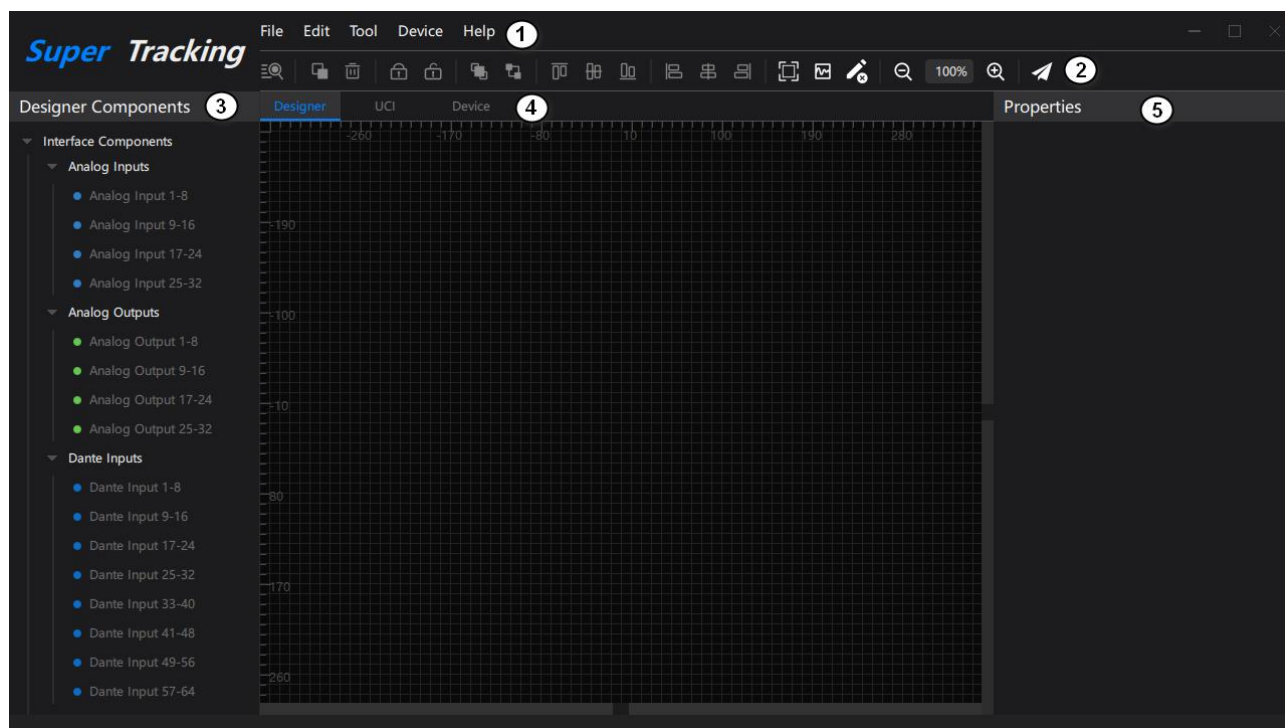 Super Tracking
File Edit Tool Device Help 1
100% 2
Designer Components 3
Designer UCI Device 4
Properties 5
-260 -170 -80 10 100 190 280
Interface Components
Analog Inputs
Analog Input 1-8
Analog Input 9-16
-190
Analog Input 17-24
Analog Input 25-32
Analog Outputs
-100
Analog Output 1-8
Analog Output 9-16
Analog Output 17-24
-10
Analog Output 25-32
Dante Inputs
Dante Input 1-8
80
Dante Input 9-16
Dante Input 17-24
Dante Input 25-32
170
Dante Input 33-40
Dante Input 41-48
Dante Input 49-56
260
Dante Input 57-64